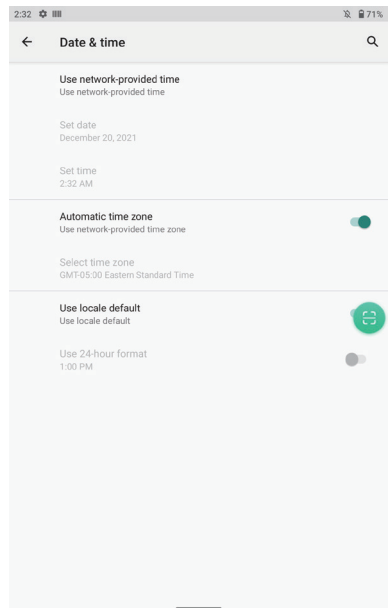 2:32 71%
Date & time
Use network-provided time
Use network-provided time
Set date
December 20, 2021
Set time
2:32 AM
Automatic time zone
Use network-provided time zone
Select time zone
GMT-05:00 Eastern Standard Time
Use locale default
Use locale default
Use 24-hour format
1:00 PM